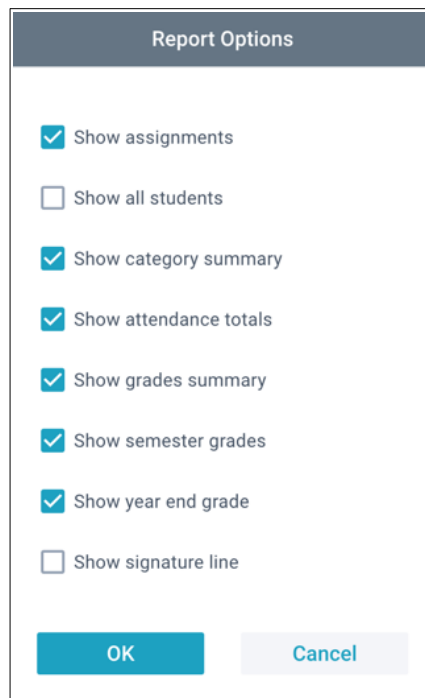 Report Options
Show assignments
Show all students
Show category summary
Show attendance totals
Show grades summary
Show semester grades
Show year end grade
Show signature line
OK
Cancel